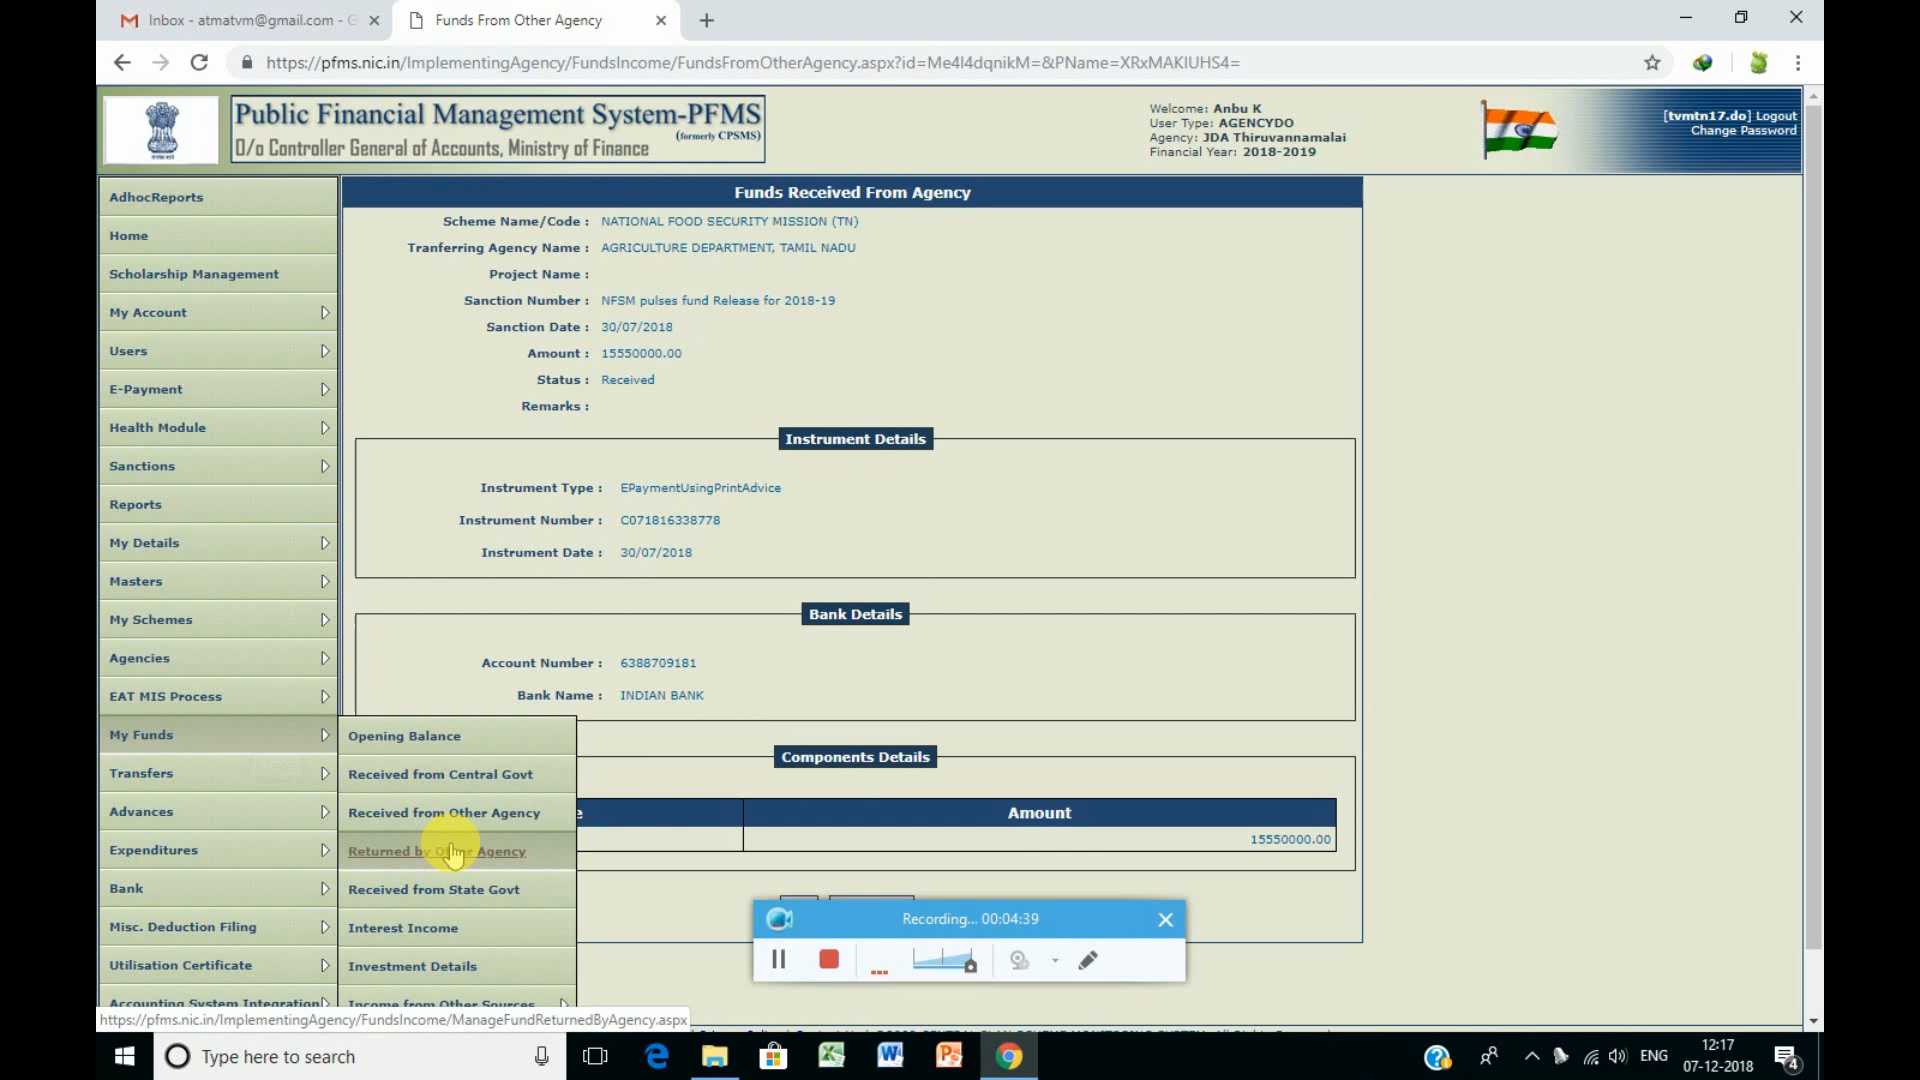 Inbox - atmatvm@gmail.com - G
Funds From Other Agency
https://pfms.nic.in/ImplementingAgency/FundsIncome/FundsFromOtherAgency.aspx?id=Me4l4dqnikM=&PName=XRxMAKIUHS4=
Public Financial Management System-PFMS
(formerly CPSMS)
O/o Controller General of Accounts, Ministry of Finance
Welcome: Anbu K
User Type: AGENCYDO
Agency: JDA Thiruvannamalai
Financial Year: 2018-2019
[tvmtn17.do] Logout
Change Password
AdhocReports
Home
Scholarship Management
My Account
Users
E-Payment
Health Module
Sanctions
Reports
My Details
Masters
My Schemes
Agencies
EAT MIS Process
My Funds
Transfers
Advances
Expenditures
Bank
Misc. Deduction Filing
Utilisation Certificate
Accounting System Integration
Opening Balance
Received from Central Govt
Received from Other Agency
Returned by Other Agency
Received from State Govt
Interest Income
Investment Details
Income from Other Sources
Funds Received From Agency
Scheme Name/Code : NATIONAL FOOD SECURITY MISSION (TN)
Tranferring Agency Name : AGRICULTURE DEPARTMENT, TAMIL NADU
Project Name :
Sanction Number : NFSM pulses fund Release for 2018-19
Sanction Date : 30/07/2018
Amount : 15550000.00
Status : Received
Remarks :
Instrument Details
Instrument Type : EPaymentUsingPrintAdvice
Instrument Number : C071816338778
Instrument Date : 30/07/2018
Bank Details
Account Number : 6388709181
Bank Name : INDIAN BANK
Components Details
e Amount
15550000.00
Recording... 00:04:39
https://pfms.nic.in/ImplementingAgency/FundsIncome/ManageFundReturnedByAgency.aspx
Type here to search
ENG
12:17
07-12-2018
4